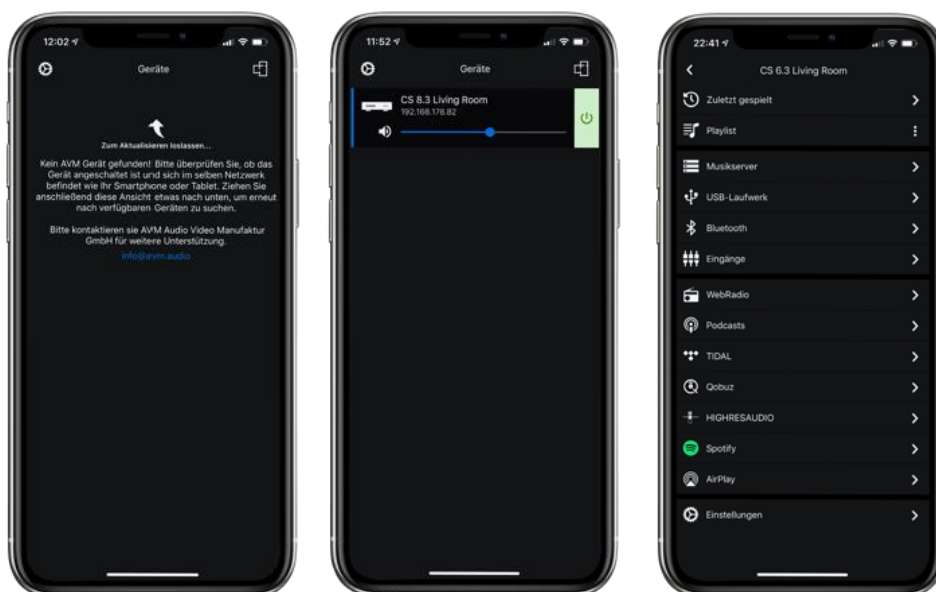 12:02
Geräte
Zum Aktualisieren loslassen...
Kein AVM Gerät gefunden! Bitte überprüfen Sie, ob das
Gerät angeschaltet ist und sich im selben Netzwerk
befindet wie Ihr Smartphone oder Tablet. Ziehen Sie
anschließend diese Ansicht etwas nach unten, um erneut
nach verfügbaren Geräten zu suchen.
Bitte kontaktieren sie AVM Audio Video Manufaktur
GmbH für weitere Unterstützung.
info@avm.audio
11:52
Geräte
CS 8.3 Living Room
192.168.178.82
22:41
CS 6.3 Living Room
Zuletzt gespielt
Playlist
Musikserver
USB-Laufwerk
Bluetooth
Eingänge
WebRadio
Podcasts
TIDAL
Qobuz
HIGHRESAUDIO
Spotify
AirPlay
Einstellungen